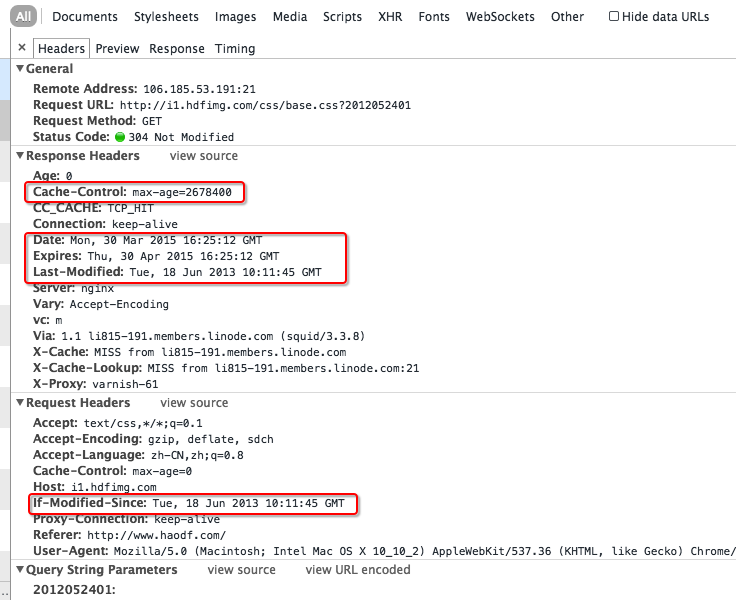 All Documents Stylesheets Images Media Scripts XHR Fonts WebSockets Other Hide data URLs
× Headers Preview Response Timing
▼General
Remote Address: 106.185.53.191:21
Request URL: http://i1.hdfimg.com/css/base.css?2012052401
Request Method: GET
Status Code: 304 Not Modified
▼Response Headers view source
Age: 0
Cache-Control: max-age=2678400
CC_CACHE: TCP_HIT
Connection: keep-alive
Date: Mon, 30 Mar 2015 16:25:12 GMT
Expires: Thu, 30 Apr 2015 16:25:12 GMT
Last-Modified: Tue, 18 Jun 2013 10:11:45 GMT
Server: nginx
Vary: Accept-Encoding
vc: m
Via: 1.1 li815-191.members.linode.com (squid/3.3.8)
X-Cache: MISS from li815-191.members.linode.com
X-Cache-Lookup: MISS from li815-191.members.linode.com:21
X-Proxy: varnish-61
▼Request Headers view source
Accept: text/css,*/*;q=0.1
Accept-Encoding: gzip, deflate, sdch
Accept-Language: zh-CN,zh;q=0.8
Cache-Control: max-age=0
Host: i1.hdfimg.com
If-Modified-Since: Tue, 18 Jun 2013 10:11:45 GMT
Proxy-Connection: keep-alive
Referer: http://www.haodf.com/
User-Agent: Mozilla/5.0 (Macintosh; Intel Mac OS X 10_10_2) AppleWebKit/537.36 (KHTML, like Gecko) Chrome/
▼Query String Parameters view source view URL encoded
2012052401: